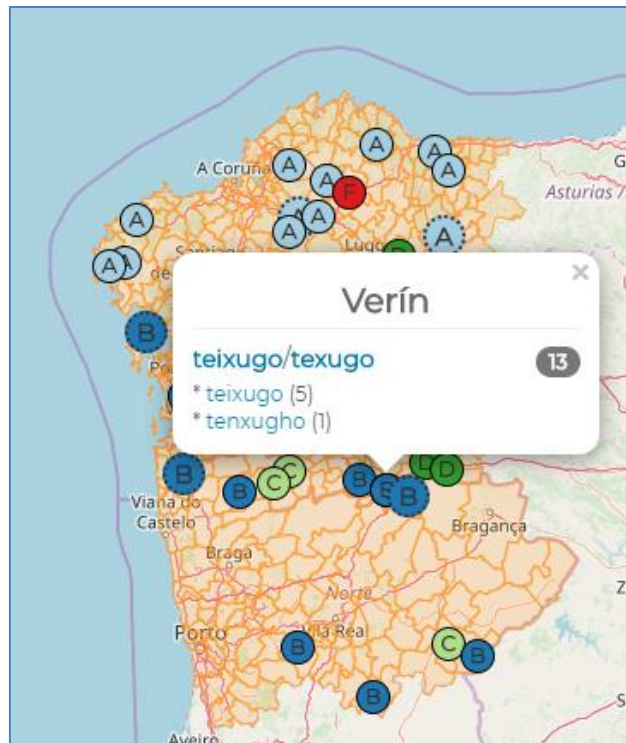 A
A
A
A
A Coruña
A
F
G
Asturias /
A
A
A
A
A
Lugo
A
A
B
×
Verín
teixugo/texugo
13
* teixugo (5)
* tenxugho (1)
B
B
C
C
B
B
B
D
D
Viana do
Castelo
Bragança
Braga
Norte
Porto
Vila Real
B
C
B
B
Aveiro
Z
S